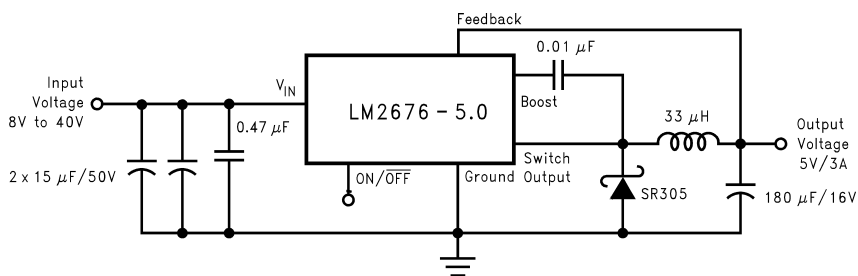 Feedback
0.01 μF
Input
Voltage
8V to 40V
V_IN
LM2676 – 5.0
Boost
0.47 μF
33 μH
Output
Voltage
5V/3A
2 x 15 μF/50V
ON/O̅F̅F̅
Ground
Switch
Output
SR305
180 μF/16V